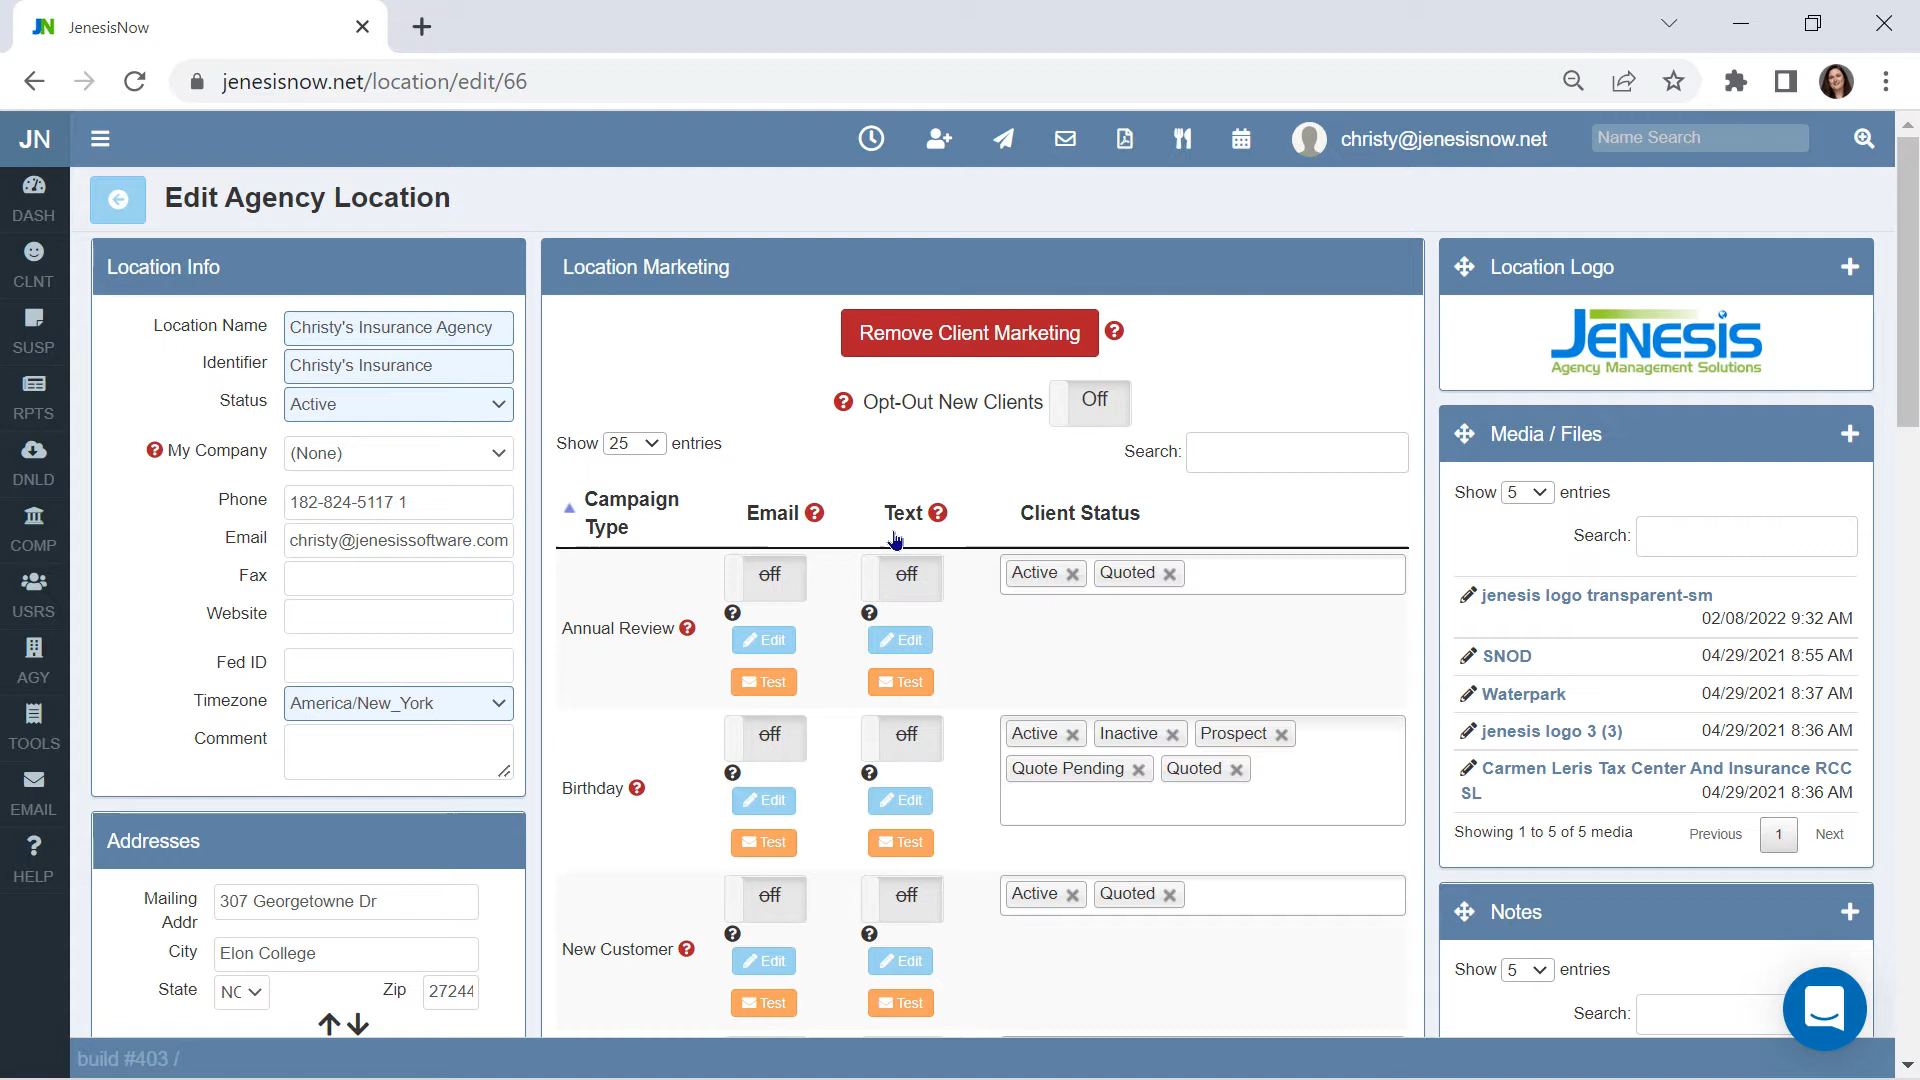 JN JenesisNow
jenesisnow.net/location/edit/66
JN
christy@jenesisnow.net
Name Search
DASH
CLNT
SUSP
RPTS
DNLD
COMP
USRS
AGY
TOOLS
EMAIL
HELP
Edit Agency Location
Location Info
Location Name Christy's Insurance Agency
Identifier Christy's Insurance
Status Active
? My Company (None)
Phone 182-824-5117 1
Email christy@jenesissoftware.com
Fax
Website
Fed ID
Timezone America/New_York
Comment
Addresses
Mailing Addr 307 Georgetowne Dr
City Elon College
State NC Zip 27244
Location Marketing
Remove Client Marketing ?
? Opt-Out New Clients Off
Show 25 entries
Search:
Campaign Type Email ? Text ? Client Status
Annual Review ?
off off
? ?
Edit Edit
Test Test
Active Quoted
Birthday ?
off off
? ?
Edit Edit
Test Test
Active Inactive Prospect
Quote Pending Quoted
New Customer ?
off off
? ?
Edit Edit
Test Test
Active Quoted
Location Logo
JENESIS
Agency Management Solutions
Media / Files
Show 5 entries
Search:
jenesis logo transparent-sm
02/08/2022 9:32 AM
SNOD 04/29/2021 8:55 AM
Waterpark 04/29/2021 8:37 AM
jenesis logo 3 (3) 04/29/2021 8:36 AM
Carmen Leris Tax Center And Insurance RCC
SL 04/29/2021 8:36 AM
Showing 1 to 5 of 5 media Previous 1 Next
Notes
Show 5 entries
Search:
build #403 /